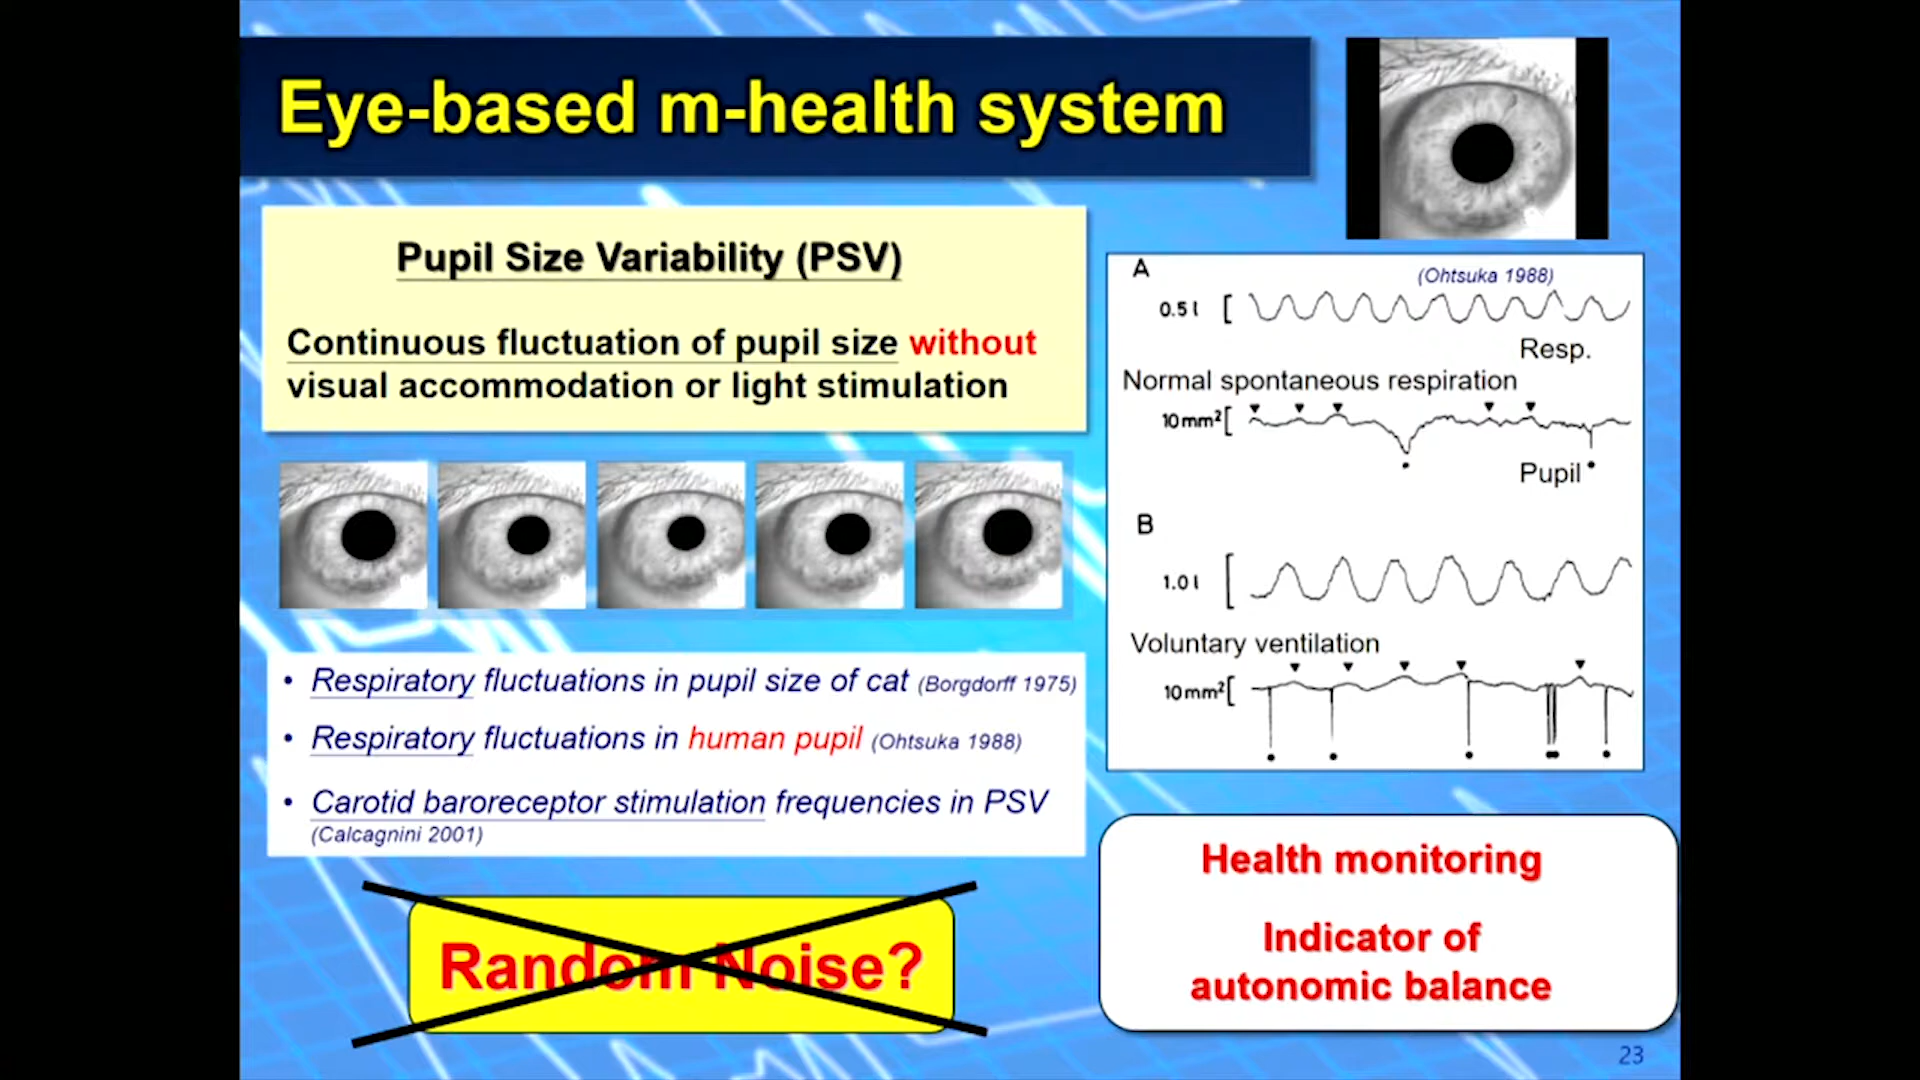 Eye-based m-health system
Pupil Size Variability (PSV)
Continuous fluctuation of pupil size without
visual accommodation or light stimulation
• Respiratory fluctuations in pupil size of cat (Borgdorff 1975)
• Respiratory fluctuations in human pupil (Ohtsuka 1988)
• Carotid baroreceptor stimulation frequencies in PSV
(Calcagnini 2001)
Random Noise?
A
(Ohtsuka 1988)
0.5 l
Resp.
Normal spontaneous respiration
10 mm²
Pupil
B
1.0 l
Voluntary ventilation
10 mm²
Health monitoring
Indicator of
autonomic balance
23